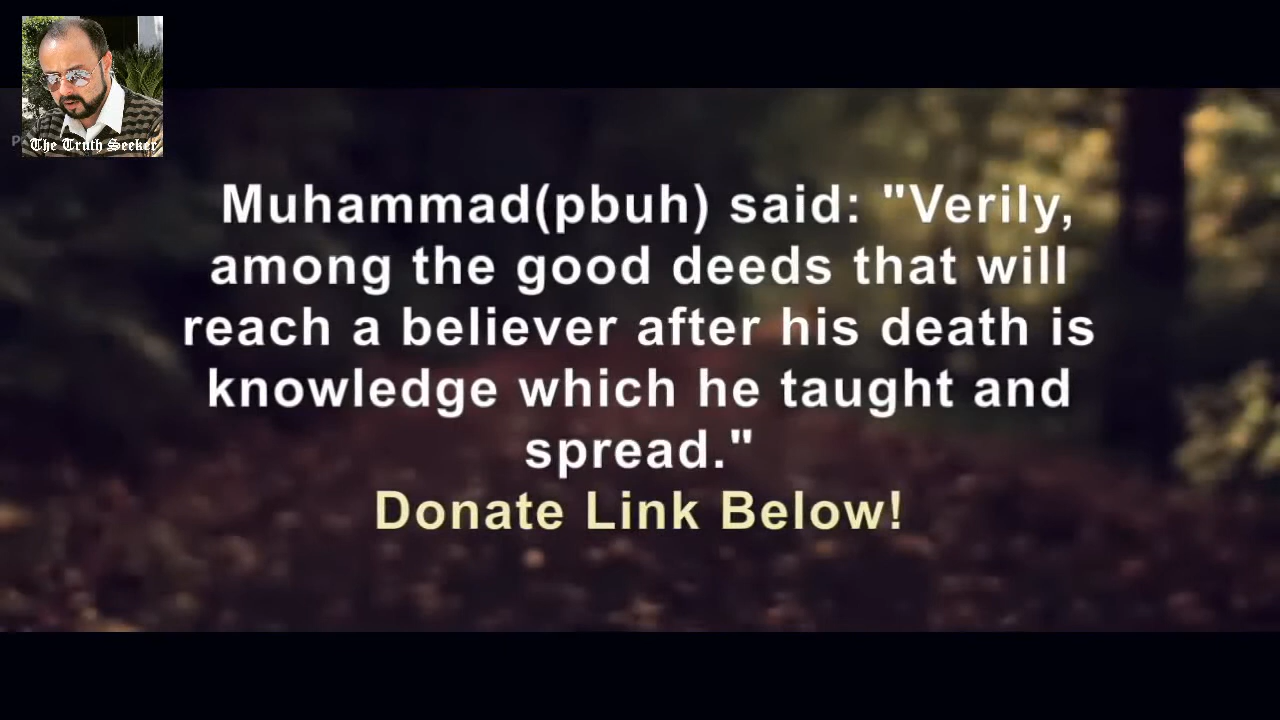 The Truth Seeker
Muhammad(pbuh) said: "Verily,
among the good deeds that will
reach a believer after his death is
knowledge which he taught and
spread."
Donate Link Below!